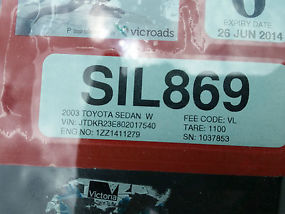 vicroads
EXPIRY DATE
26 JUN 2014
SIL869
2003 TOYOTA SEDAN W
FEE CODE: VL
VIN: JTDKR23E802017540
TARE: 1100
ENG NO: 1ZZ1411279
SN: 1037853
Victoria